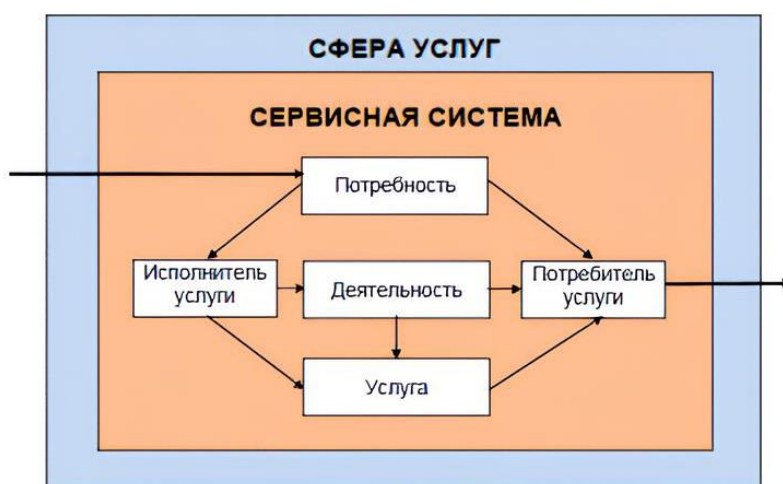 СФЕРА УСЛУГ
СЕРВИСНАЯ СИСТЕМА
Потребность
Исполнитель
услуги
Деятельность
Потребитель
услуги
Услуга